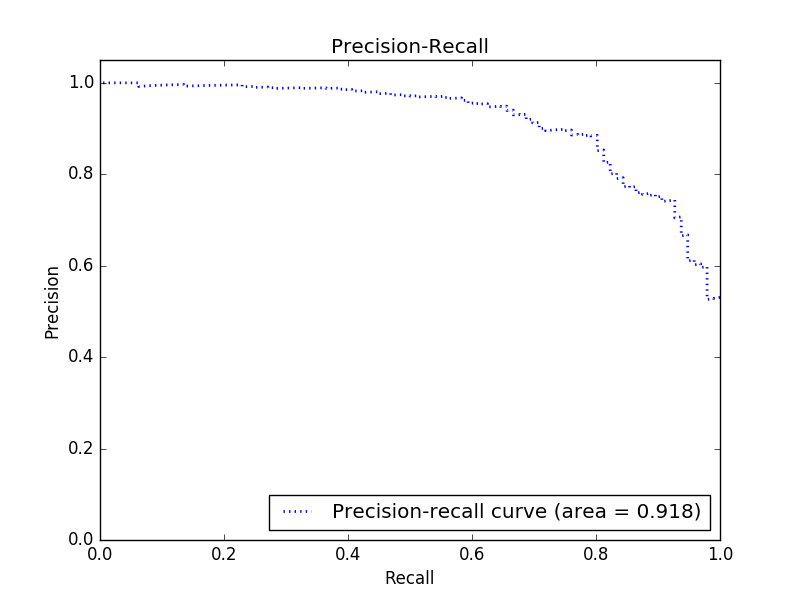 Precision-Recall
1.0
0.8
0.6
0.4
0.2
0.0
Precision
Precision-recall curve (area = 0.918)
0.0 0.2 0.4 0.6 0.8 1.0
Recall